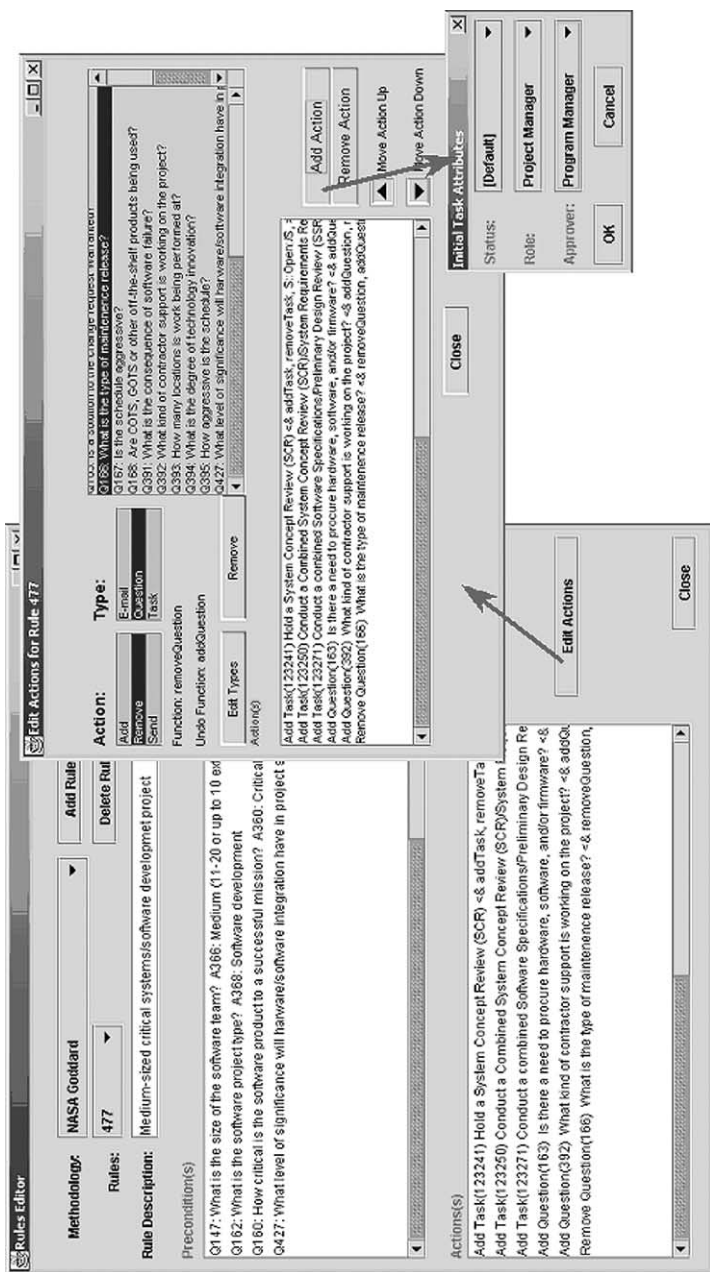 Rules Editor
Methodology: NASA Goddard
Add Rule
Rules: 477
Delete Rul
Rule Description: Medium-sized critical systems/software developmet project
Precondition(s)
Q147: What is the size of the software team? A366: Medium (11-20 or up to 10 ex
Q162: What is the software project type? A368: Software development
Q160: How critical is the software product to a successful mission? A360: Critical
Q427: What level of significance will harware/software integration have in project s
Actions(s)
Add Task(123241) Hold a System Concept Review (SCR) <& addTask, removeTa
Add Task(123250) Conduct a Combined System Concept Review (SCR)/System
Add Task(123271) Conduct a combined Software Specifications/Preliminary Design Re
Add Question(163) Is there a need to procure hardware, software, and/or firmware? <&
Add Question(392) What kind of contractor support is working on the project? <& addQu
Remove Question(166) What is the type of maintenence release? <& removeQuestion,
Edit Actions
Close
Edit Actions for Rule 477
Action:
Add
Remove
Send
Type:
E-mail
Question
Task
Function: removeQuestion
Undo Function: addQuestion
Edit Types
Remove
Q165: Is a solution to the change request warranted?
Q166: What is the type of maintenence release?
Q167: Is the schedule aggressive?
Q168: Are COTS, GOTS or other off-the-shelf products being used?
Q391: What is the consequence of software failure?
Q392: What kind of contractor support is working on the project?
Q393: How many locations is work being performed at?
Q394: What is the degree of technology innovation?
Q395: How aggressive is the schedule?
Q427: What level of significance will harware/software integration have in p
Action(s)
Add Task(123241) Hold a System Concept Review (SCR) <& addTask, removeTask, S: Open /S,
Add Task(123250) Conduct a Combined System Concept Review (SCR)/System Requirements Re
Add Task(123271) Conduct a combined Software Specifications/Preliminary Design Review (SSR
Add Question(163) Is there a need to procure hardware, software, and/or firmware? <& addQue
Add Question(392) What kind of contractor support is working on the project? <& addQuestion, r
Remove Question(166) What is the type of maintenence release? <& removeQuestion, addQuesti
Add Action
Remove Action
Move Action Up
Move Action Down
Close
Initial Task Attributes
Status: [Default]
Role: Project Manager
Approver: Program Manager
OK
Cancel